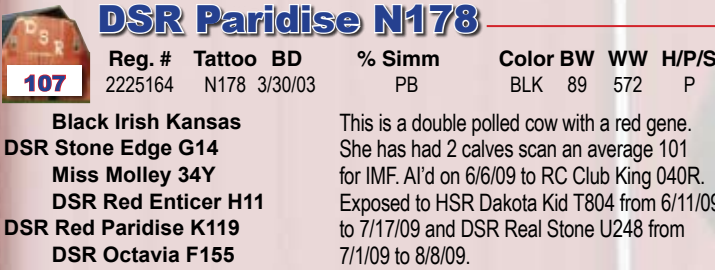 DSR
DSR Paridise N178
107
Reg. # Tattoo BD % Simm Color BW WW H/P/S
2225164 N178 3/30/03 PB BLK 89 572 P
Black Irish Kansas
DSR Stone Edge G14
Miss Molley 34Y
DSR Red Enticer H11
DSR Red Paridise K119
DSR Octavia F155
This is a double polled cow with a red gene.
She has had 2 calves scan an average 101
for IMF. AI'd on 6/6/09 to RC Club King 040R.
Exposed to HSR Dakota Kid T804 from 6/11/09
to 7/17/09 and DSR Real Stone U248 from
7/1/09 to 8/8/09.